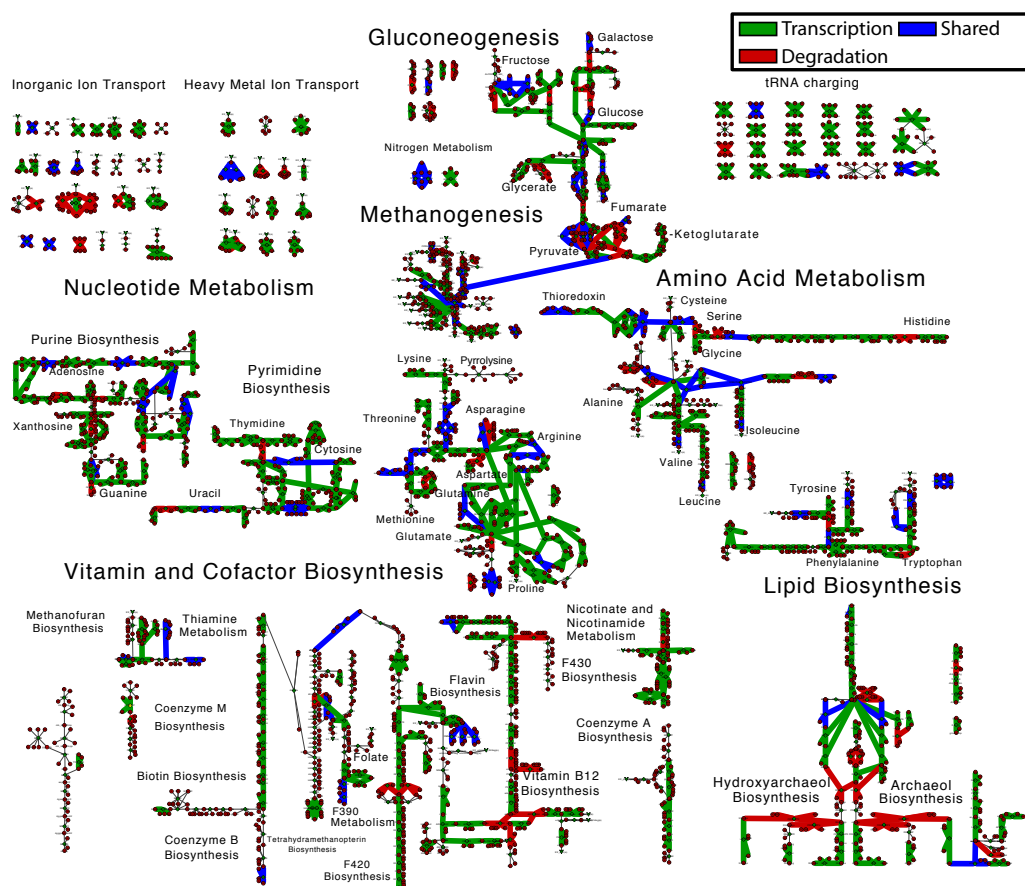 Gluconeogenesis
Galactose
Fructose
Glucose
Glycerate
Transcription
Shared
Degradation
Inorganic Ion Transport
Heavy Metal Ion Transport
tRNA charging
Nitrogen Metabolism
Methanogenesis
Fumarate
-Ketoglutarate
Pyruvate
Nucleotide Metabolism
Amino Acid Metabolism
Purine Biosynthesis
Adenosine
Xanthosine
Guanine
Pyrimidine
Biosynthesis
Thymidine
Cytosine
Uracil
Lysine
Pyrrolysine
Threonine
Asparagine
Arginine
Aspartate
Glutamine
Methionine
Glutamate
Proline
Thioredoxin
Cysteine
Serine
Histidine
Glycine
Alanine
Isoleucine
Valine
Leucine
Tyrosine
Phenylalanine
Tryptophan
Vitamin and Cofactor Biosynthesis
Lipid Biosynthesis
Methanofuran
Biosynthesis
Thiamine
Metabolism
Coenzyme M
Biosynthesis
Biotin Biosynthesis
Coenzyme B
Biosynthesis
Tetrahydramethanopterin
Biosynthesis
Folate
F390
Metabolism
F420
Biosynthesis
Flavin
Biosynthesis
Vitamin B12
Biosynthesis
Nicotinate and
Nicotinamide
Metabolism
F430
Biosynthesis
Coenzyme A
Biosynthesis
Hydroxyarchaeol
Biosynthesis
Archaeol
Biosynthesis